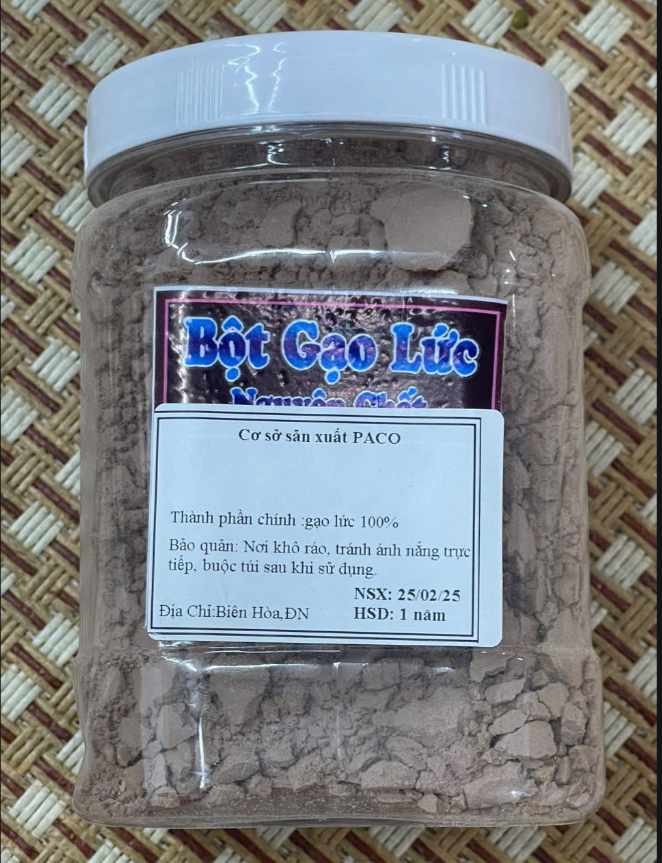 Bột Gạo Lức
Nguyên Chất
Cơ sở sản xuất PACO
Thành phần chính :gạo lức 100%
Bảo quản: Nơi khô ráo, tránh ánh nắng trực
tiếp, buộc túi sau khi sử dụng.
NSX: 25/02/25
Địa Chỉ:Biên Hòa,ĐN HSD: 1 năm